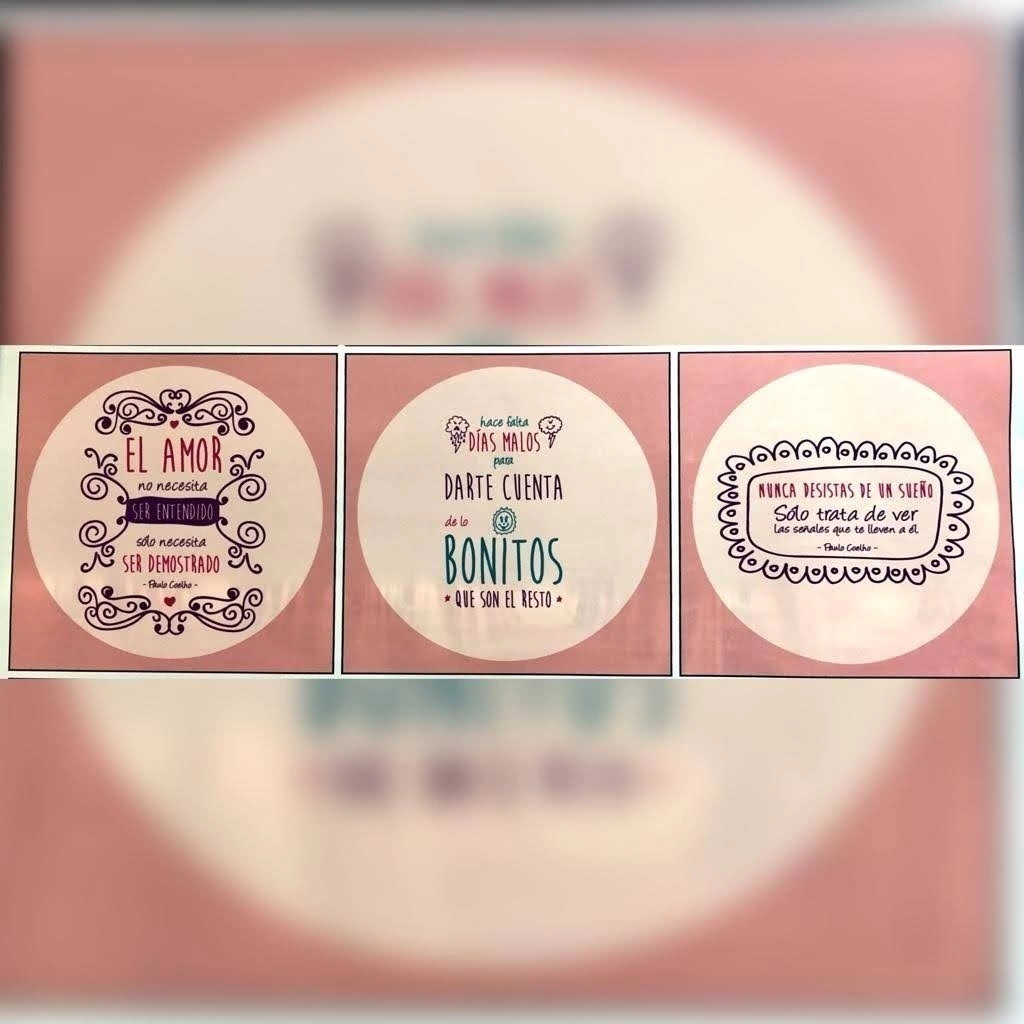 EL AMOR
no necesita
SER ENTENDIDO
sólo necesita
SER DEMOSTRADO
- Paulo Coelho -
hace falta
DÍAS MALOS
para
DARTE CUENTA
de lo
BONITOS
QUE SON EL RESTO
NUNCA DESISTAS DE UN SUEÑO
Sólo trata de ver
las señales que te lleven a él.
- Paulo Coelho -